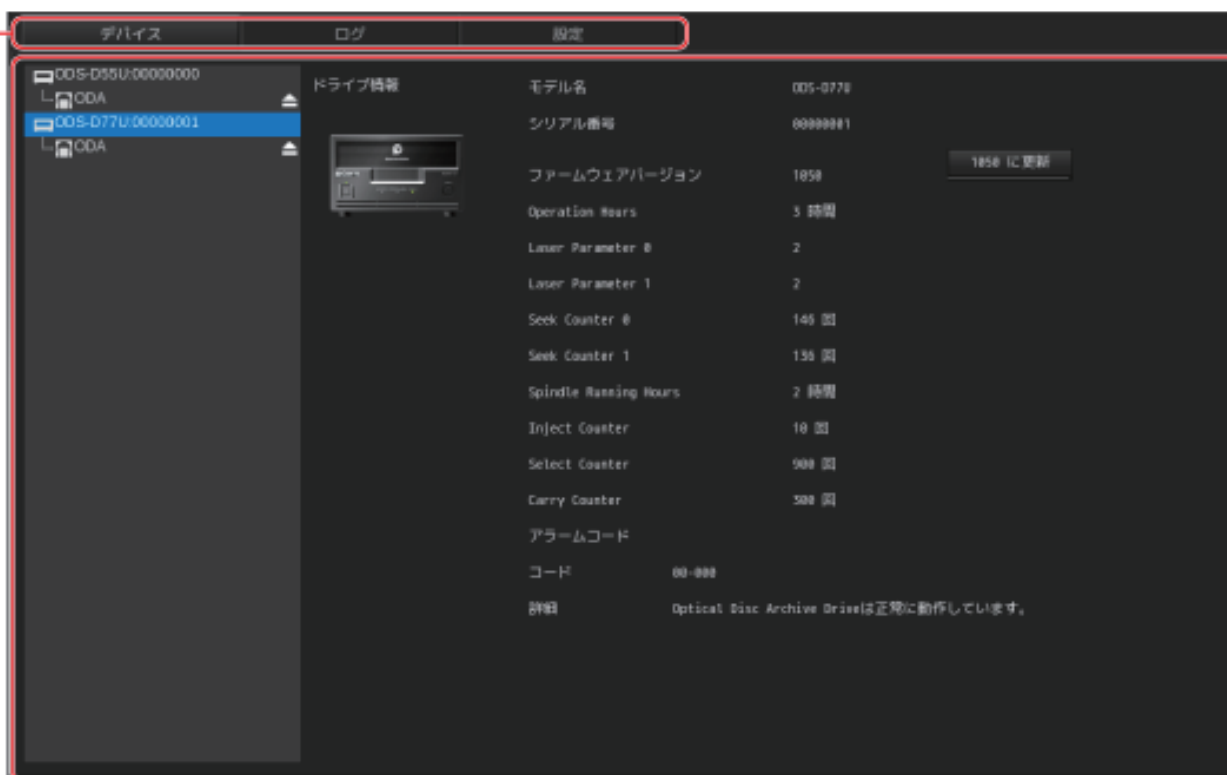 デバイス ログ 設定
ODS-D55U:00000000
ODA
ODS-D77U:00000001
ODA
ドライブ情報
モデル名 ODS-D77U
シリアル番号 00000001
ファームウェアバージョン 1050 1050 に更新
Operation Hours 3 時間
Laser Parameter 0 2
Laser Parameter 1 2
Seek Counter 0 146 回
Seek Counter 1 136 回
Spindle Running Hours 2 時間
Inject Counter 10 回
Select Counter 900 回
Carry Counter 300 回
アラームコード
コード 00-000
詳細 Optical Disc Archive Driveは正常に動作しています。